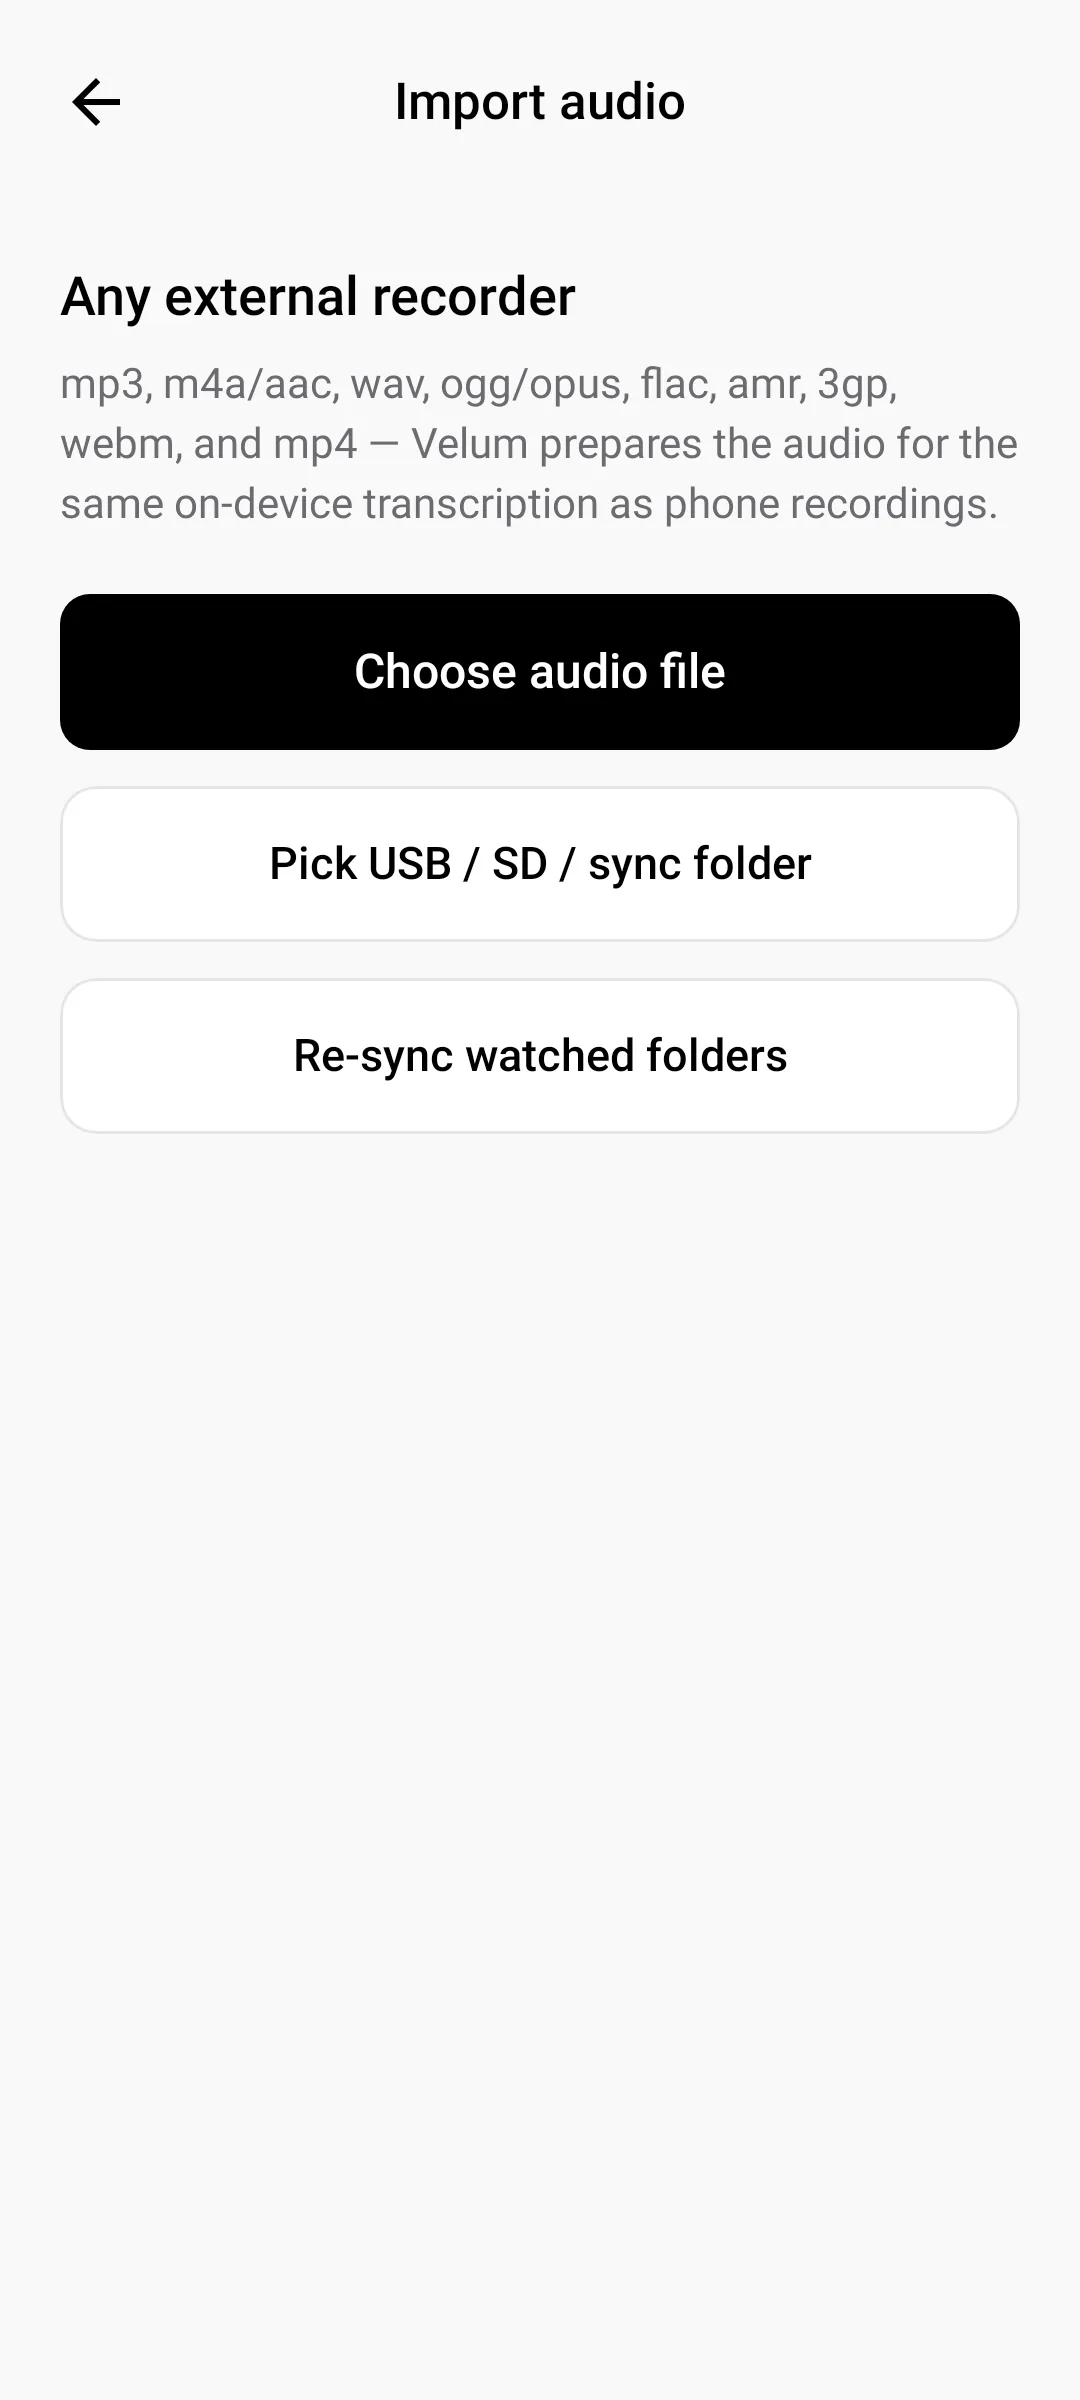 Import audio
Any external recorder
mp3, m4a/aac, wav, ogg/opus, flac, amr, 3gp,
webm, and mp4 — Velum prepares the audio for the
same on-device transcription as phone recordings.
Choose audio file
Pick USB / SD / sync folder
Re-sync watched folders